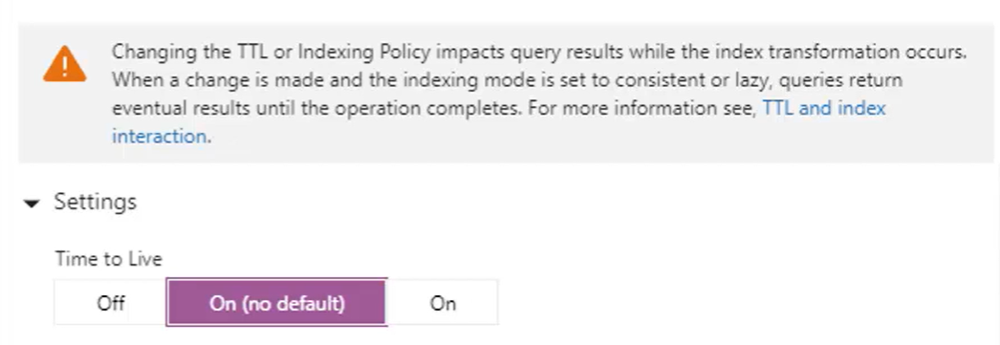 Changing the TTL or Indexing Policy impacts query results while the index transformation occurs.
When a change is made and the indexing mode is set to consistent or lazy, queries return
eventual results until the operation completes. For more information see, TTL and index
interaction.
Settings
Time to Live
Off On (no default) On